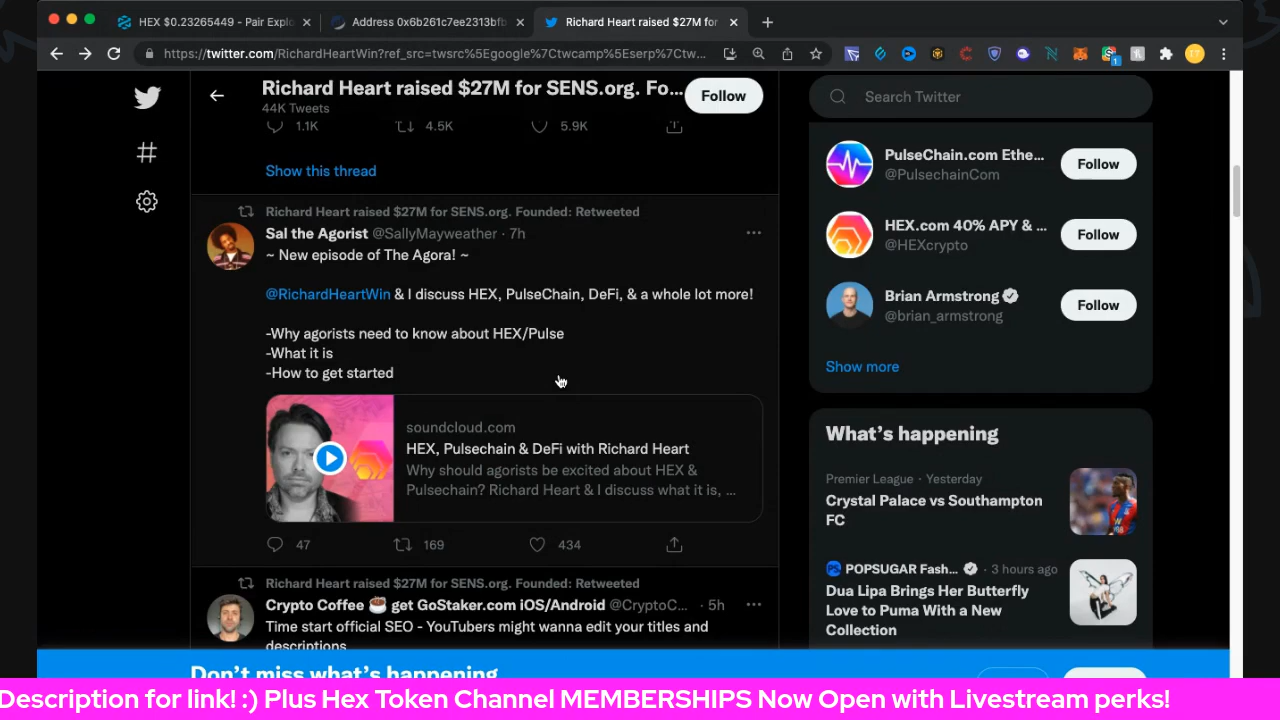 HEX $0.23265449 - Pair Explo
Address 0x6b261c7ee2313bfb
Richard Heart raised $27M for
https://twitter.com/RichardHeartWin?ref_src=twsrc%5Egoogle%7Ctwcamp%5Eserp%7Ctw...
Richard Heart raised $27M for SENS.org. Fo...
44K Tweets
Follow
1.1K 4.5K 5.9K
Show this thread
Richard Heart raised $27M for SENS.org. Founded: Retweeted
Sal the Agorist @SallyMayweather · 7h
~ New episode of The Agora! ~
@RichardHeartWin & I discuss HEX, PulseChain, DeFi, & a whole lot more!
-Why agorists need to know about HEX/Pulse
-What it is
-How to get started
soundcloud.com
HEX, Pulsechain & DeFi with Richard Heart
Why should agorists be excited about HEX &
Pulsechain? Richard Heart & I discuss what it is, ...
47 169 434
Richard Heart raised $27M for SENS.org. Founded: Retweeted
Crypto Coffee ☕ get GoStaker.com iOS/Android @CryptoC... · 5h
Time start official SEO - YouTubers might wanna edit your titles and
descriptions
Search Twitter
PulseChain.com Ethe...
@PulsechainCom
Follow
HEX.com 40% APY & ...
@HEXcrypto
Follow
Brian Armstrong
@brian_armstrong
Follow
Show more
What's happening
Premier League · Yesterday
Crystal Palace vs Southampton
FC
POPSUGAR Fash... · 3 hours ago
Dua Lipa Brings Her Butterfly
Love to Puma With a New
Collection
Don't miss what's happening
Description for link! :) Plus Hex Token Channel MEMBERSHIPS Now Open with Livestream perks!